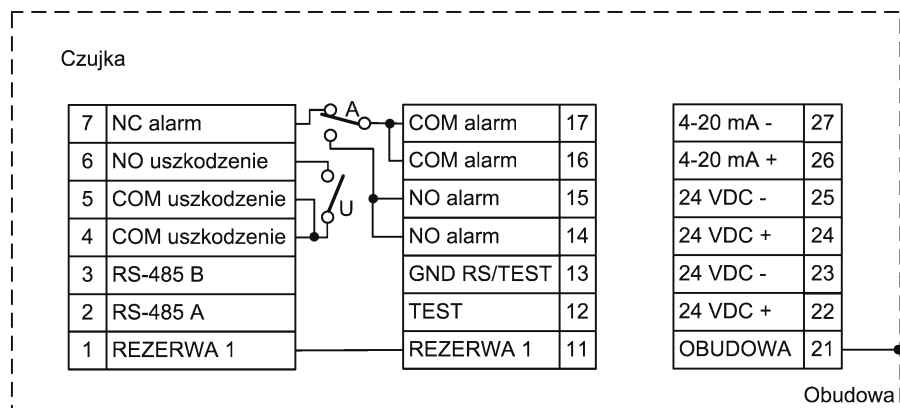 Czujka
7 NC alarm
6 NO uszkodzenie
5 COM uszkodzenie
4 COM uszkodzenie
3 RS-485 B
2 RS-485 A
1 REZERWA 1
A
U
COM alarm 17
COM alarm 16
NO alarm 15
NO alarm 14
GND RS/TEST 13
TEST 12
REZERWA 1 11
4-20 mA - 27
4-20 mA + 26
24 VDC - 25
24 VDC + 24
24 VDC - 23
24 VDC + 22
OBUDOWA 21
Obudowa